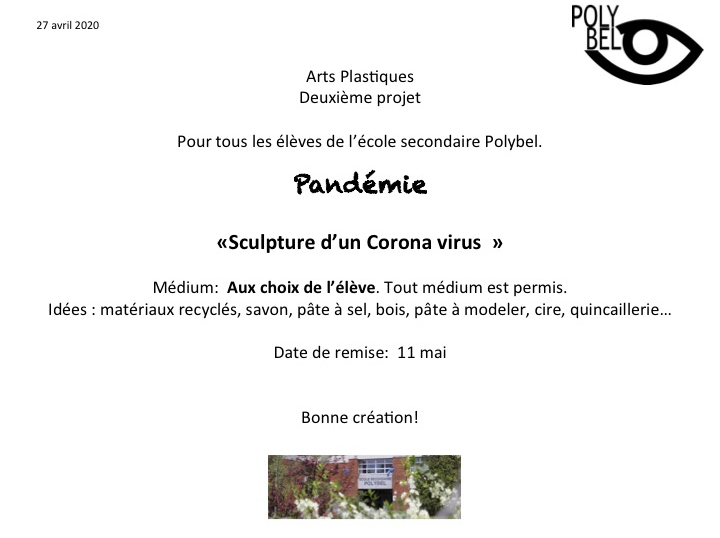 27 avril 2020
POLY
BEL
Arts Plastiques
Deuxième projet
Pour tous les élèves de l'école secondaire Polybel.
Pandémie
«Sculpture d'un Corona virus  »
Médium:  Aux choix de l'élève. Tout médium est permis.
Idées : matériaux recyclés, savon, pâte à sel, bois, pâte à modeler, cire, quincaillerie…
Date de remise:  11 mai
Bonne création!
POLYBEL